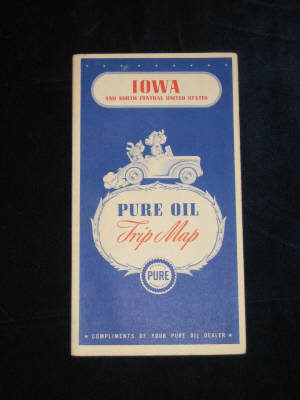 IOWA
AND NORTH CENTRAL UNITED STATES
PURE OIL
Trip Map
PURE
COMPLIMENTS OF YOUR PURE OIL DEALER